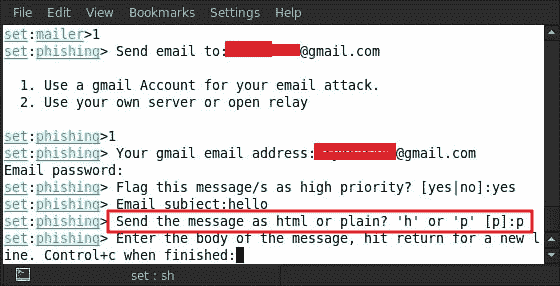 File Edit View Bookmarks Settings Help
set:mailer>1
set:phishing> Send email to: @gmail.com
1. Use a gmail Account for your email attack.
2. Use your own server or open relay
set:phishing>1
set:phishing> Your gmail email address: @gmail.com
Email password:
set:phishing> Flag this message/s as high priority? [yes|no]:yes
set:phishing> Email subject:hello
set:phishing> Send the message as html or plain? 'h' or 'p' [p]:p
set:phishing> Enter the body of the message, hit return for a new l
ine. Control+c when finished:
set : sh